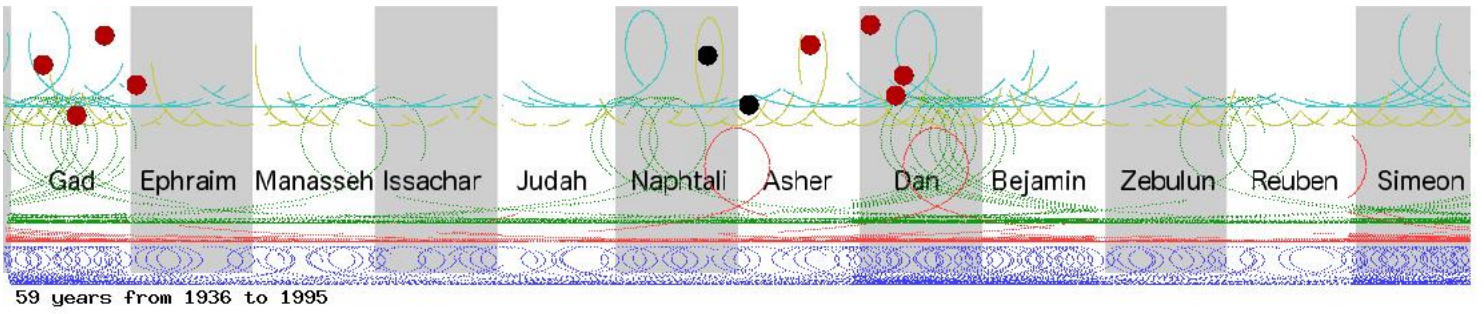 Gad Ephraim Manasseh Issachar Judah Naphtali Asher Dan Bejamin Zebulun Reuben Simeon
59 years from 1936 to 1995